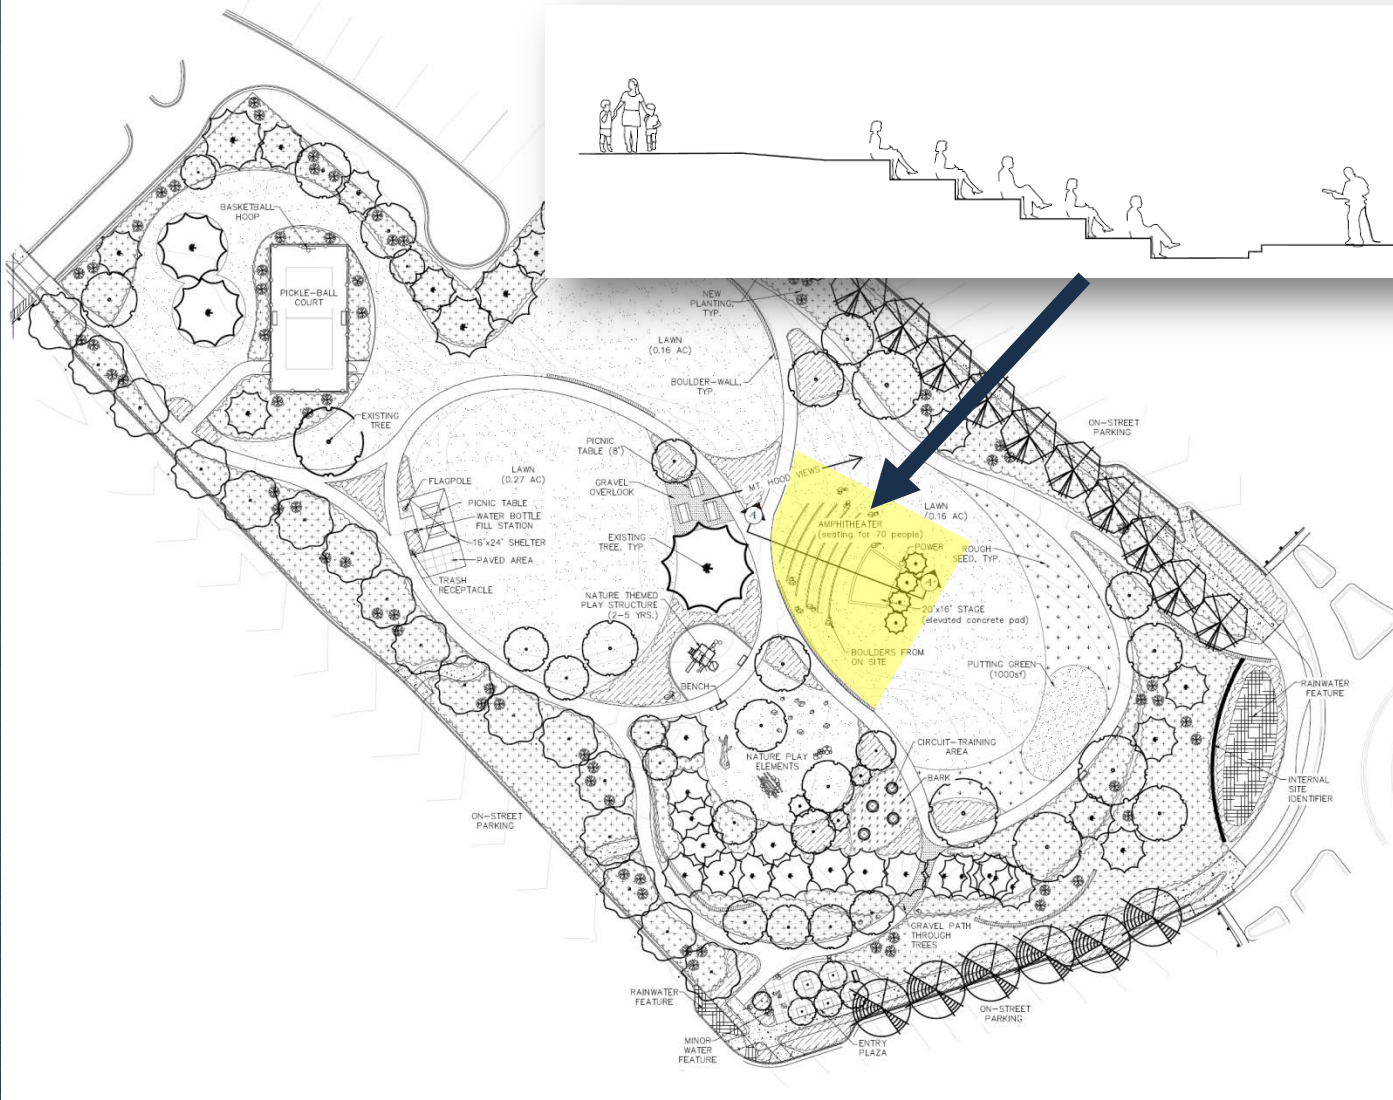 BASKETBALL
HOOP
PICKLE-BALL
COURT
NEW
PLANTING,
TYP.
LAWN
(0.16 AC)
BOULDER-WALL,
TYP.
EXISTING
TREE
ON-STREET
PARKING
PICNIC
TABLE (8')
MT. HOOD VIEWS
LAWN
(0.27 AC)
FLAGPOLE
GRAVEL
OVERLOOK
PICNIC TABLE
WATER BOTTLE
FILL STATION
16'x24' SHELTER
PAVED AREA
TRASH
RECEPTACLE
EXISTING
TREE, TYP.
A
LAWN
(0.16 AC)
AMPHITHEATER
(seating for 70 people)
POWER
ROUGH
SEED, TYP.
A
NATURE THEMED
PLAY STRUCTURE
(2-5 YRS.)
20'x16' STAGE
(elevated concrete pad)
BOULDERS FROM
ON SITE
PUTTING GREEN
(1000sf)
BENCH
RAINWATER
FEATURE
CIRCUIT-TRAINING
AREA
NATURE PLAY
ELEMENTS
BARK
INTERNAL
SITE
IDENTIFIER
ON-STREET
PARKING
GRAVEL PATH
THROUGH
TREES
RAINWATER
FEATURE
ON-STREET
PARKING
MINOR
WATER
FEATURE
ENTRY
PLAZA